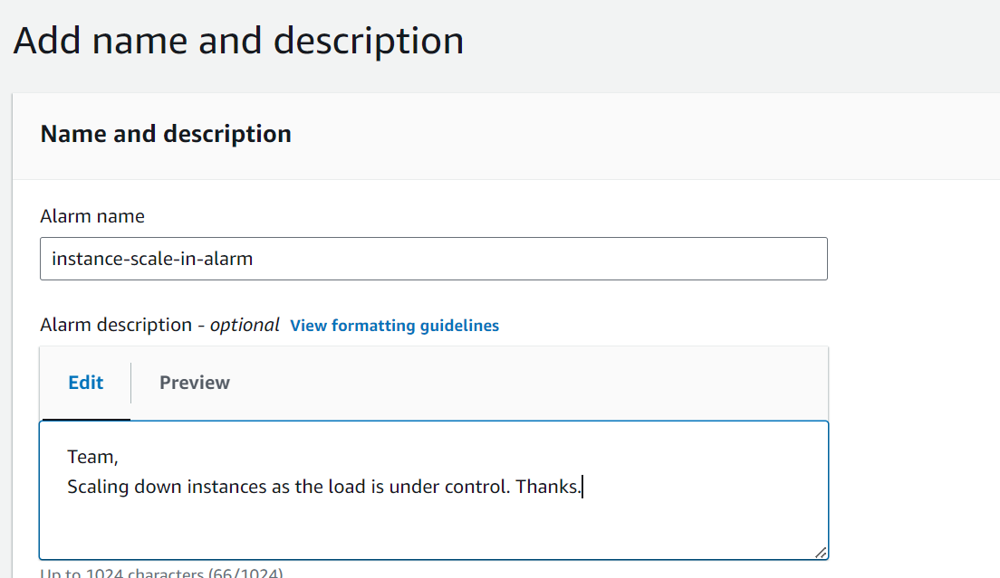 Add name and description
Name and description
Alarm name
instance-scale-in-alarm
Alarm description - optional View formatting guidelines
Edit Preview
Team,
Scaling down instances as the load is under control. Thanks.
Up to 1024 characters (66/1024)